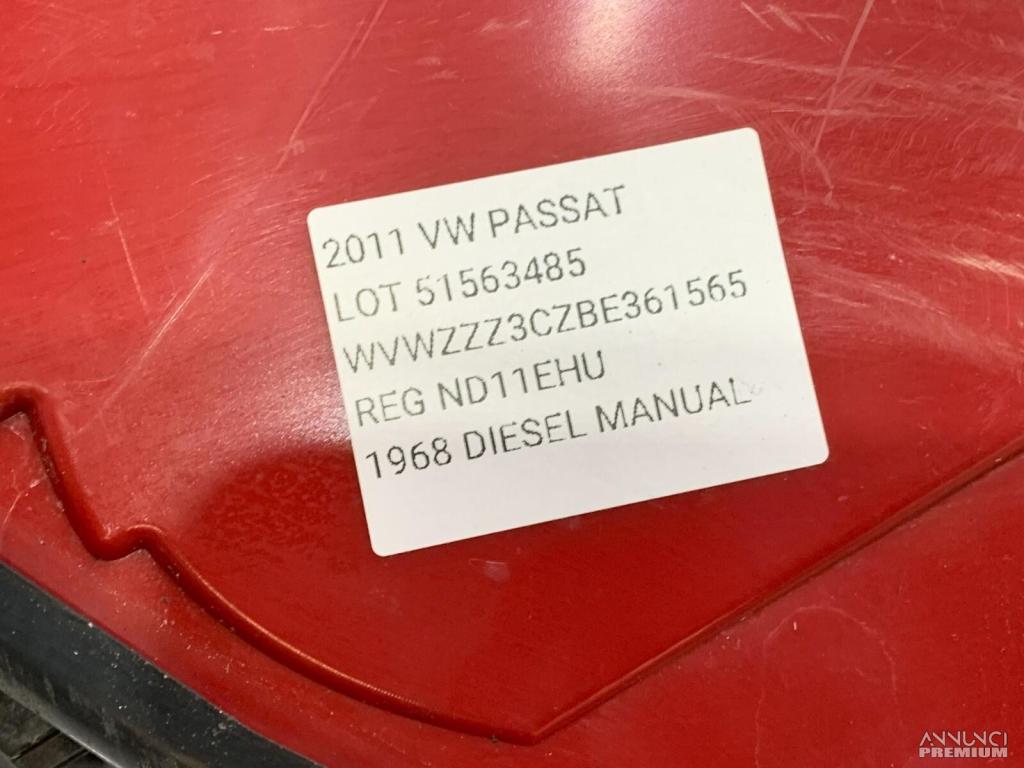 2011 VW PASSAT
LOT 51563485
WVWZZZ3CZBE361565
REG ND11EHU
1968 DIESEL MANUAL
ANNUNCI
PREMIUM